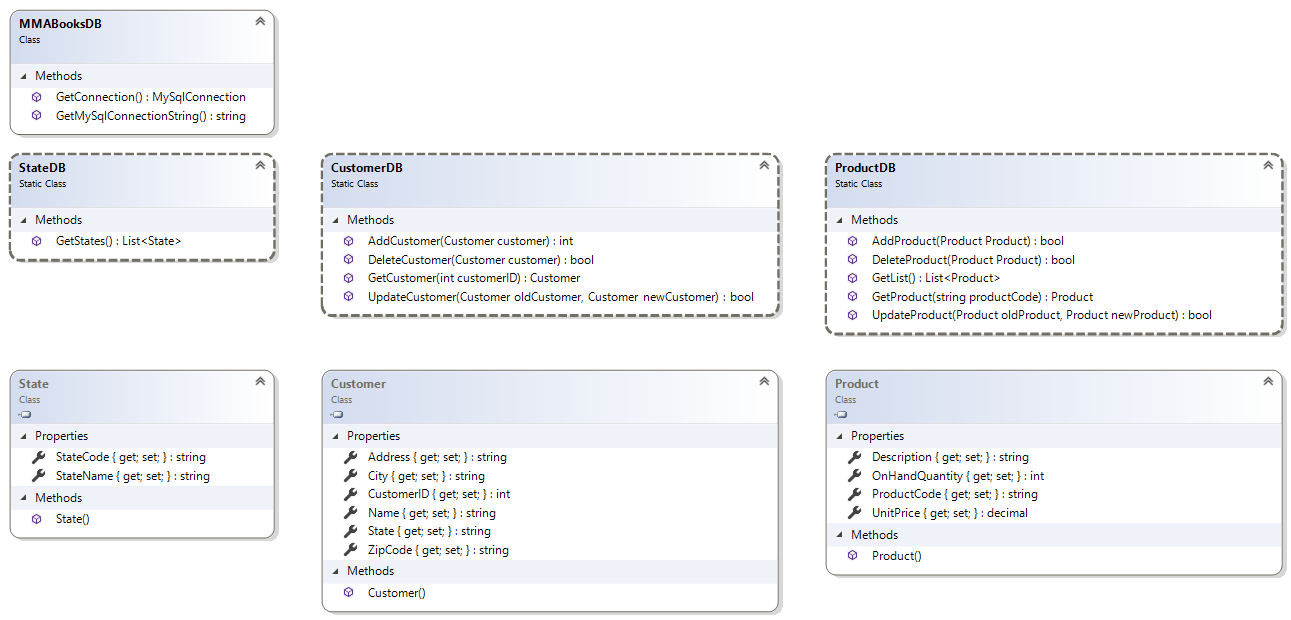 MMABooksDB
Class
Methods
GetConnection() : MySqlConnection
GetMySqlConnectionString() : string
StateDB
Static Class
Methods
GetStates() : List<State>
CustomerDB
Static Class
Methods
AddCustomer(Customer customer) : int
DeleteCustomer(Customer customer) : bool
GetCustomer(int customerID) : Customer
UpdateCustomer(Customer oldCustomer, Customer newCustomer) : bool
ProductDB
Static Class
Methods
AddProduct(Product Product) : bool
DeleteProduct(Product Product) : bool
GetList() : List<Product>
GetProduct(string productCode) : Product
UpdateProduct(Product oldProduct, Product newProduct) : bool
State
Class
Properties
StateCode { get; set; } : string
StateName { get; set; } : string
Methods
State()
Customer
Class
Properties
Address { get; set; } : string
City { get; set; } : string
CustomerID { get; set; } : int
Name { get; set; } : string
State { get; set; } : string
ZipCode { get; set; } : string
Methods
Customer()
Product
Class
Properties
Description { get; set; } : string
OnHandQuantity { get; set; } : int
ProductCode { get; set; } : string
UnitPrice { get; set; } : decimal
Methods
Product()